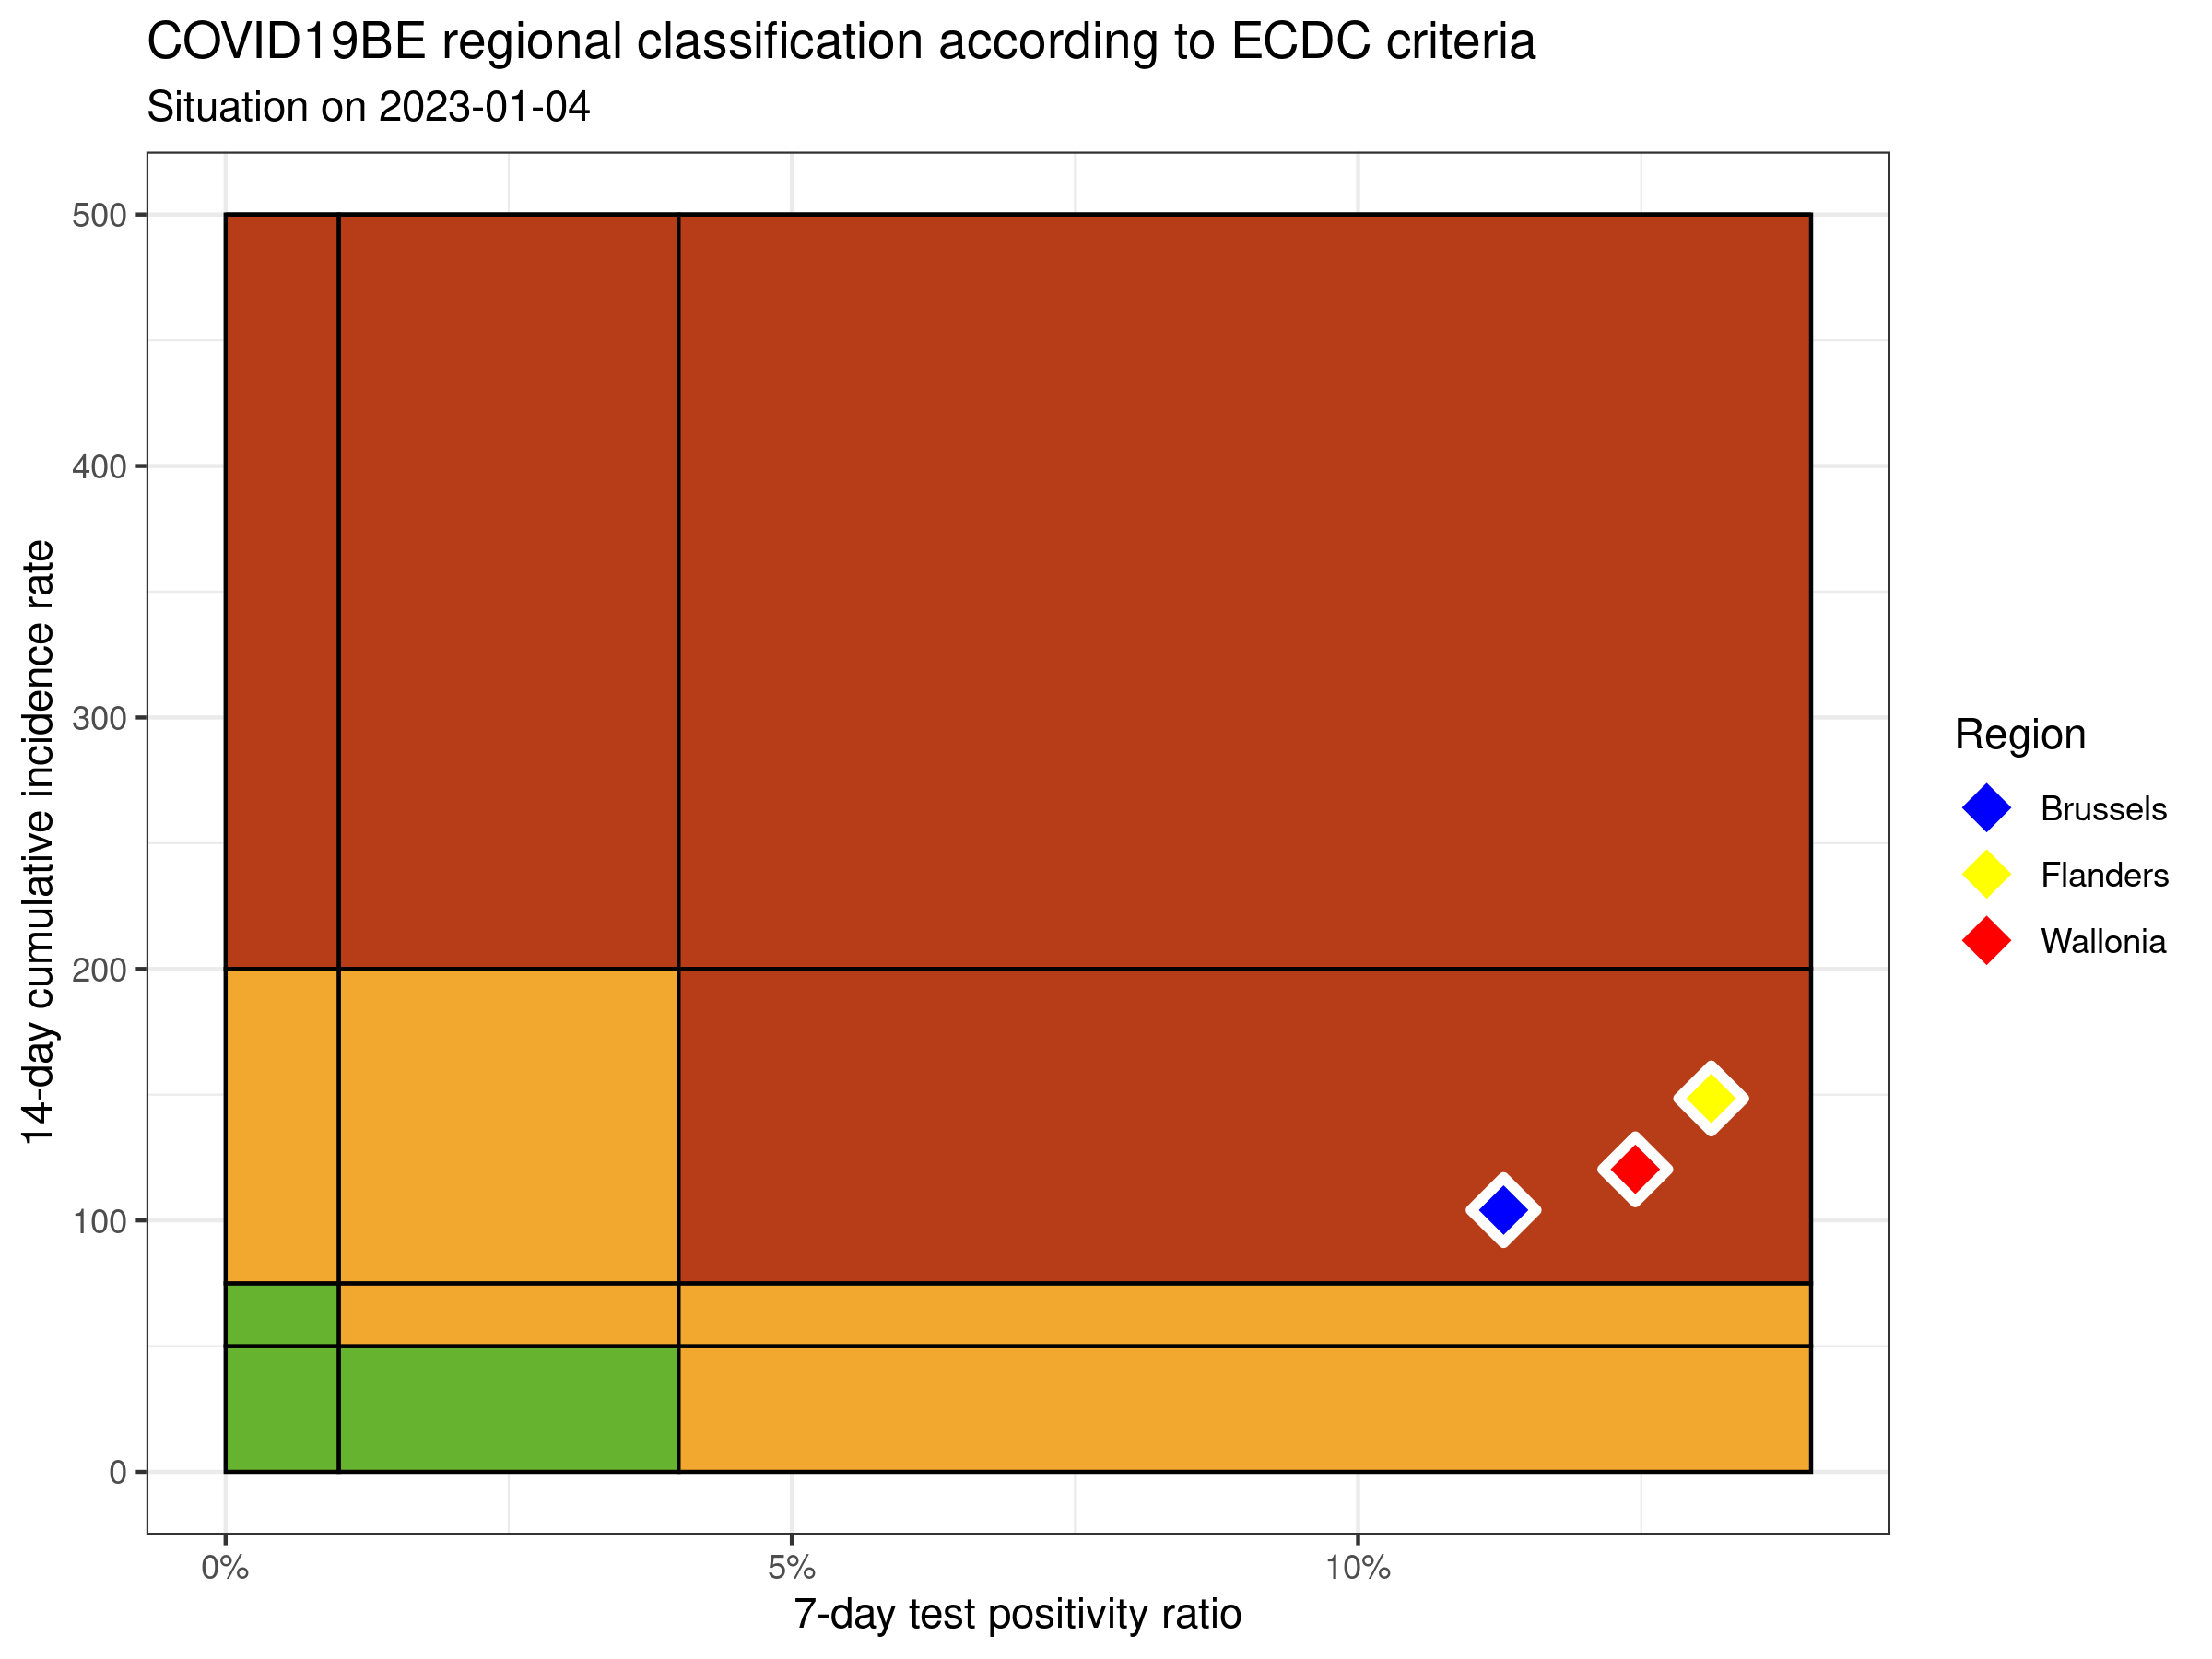 COVID19BE regional classification according to ECDC criteria
Situation on 2023-01-04
14-day cumulative incidence rate
500
400
300
200
100
0
0%
5%
10%
7-day test positivity ratio
Region
Brussels
Flanders
Wallonia